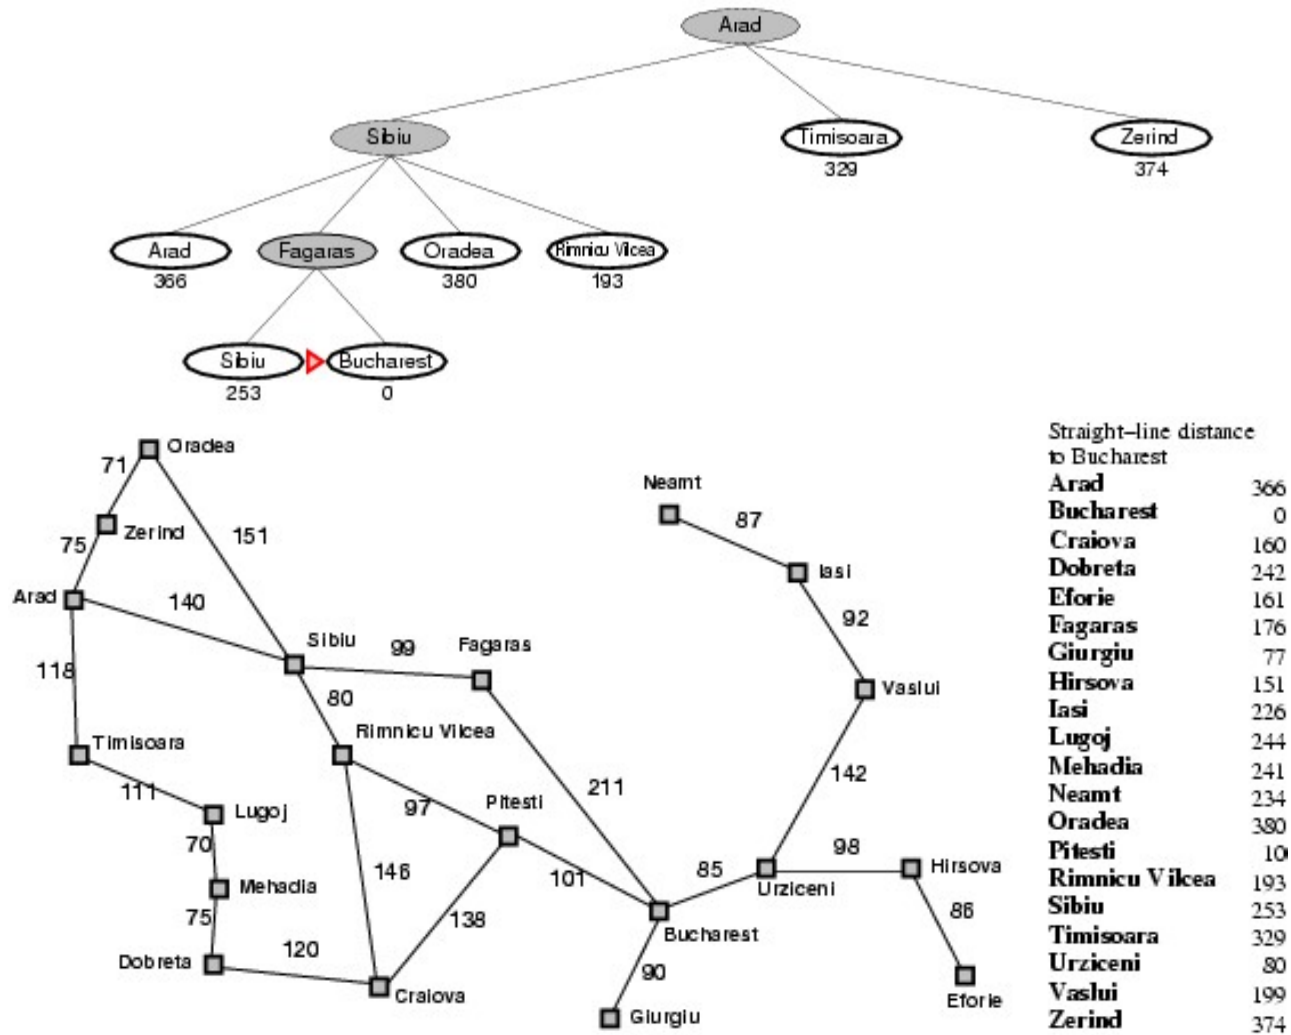 Arad
Sibiu
Timisoara
Zerind
329
374
Arad
Fagaras
Oradea
Rimnicu Vilcea
366
380
193
Sibiu
Bucharest
253
0
Oradea
71
Neamt
87
Zerind
151
75
Iasi
Arad
140
92
Sibiu
99
Fagaras
118
80
Vaslui
Rimnicu Vilcea
Timisoara
142
111
97
Pitesti
211
Lugoj
70
98
Hirsova
146
85
Urziceni
101
Mehadia
86
75
138
Bucharest
120
Dobreta
90
Craiova
Eforie
Giurgiu
Straight-line distance
to Bucharest
Arad 366
Bucharest 0
Craiova 160
Dobreta 242
Eforie 161
Fagaras 176
Giurgiu 77
Hirsova 151
Iasi 226
Lugoj 244
Mehadia 241
Neamt 234
Oradea 380
Pitesti 10
Rimnicu Vilcea 193
Sibiu 253
Timisoara 329
Urziceni 80
Vaslui 199
Zerind 374